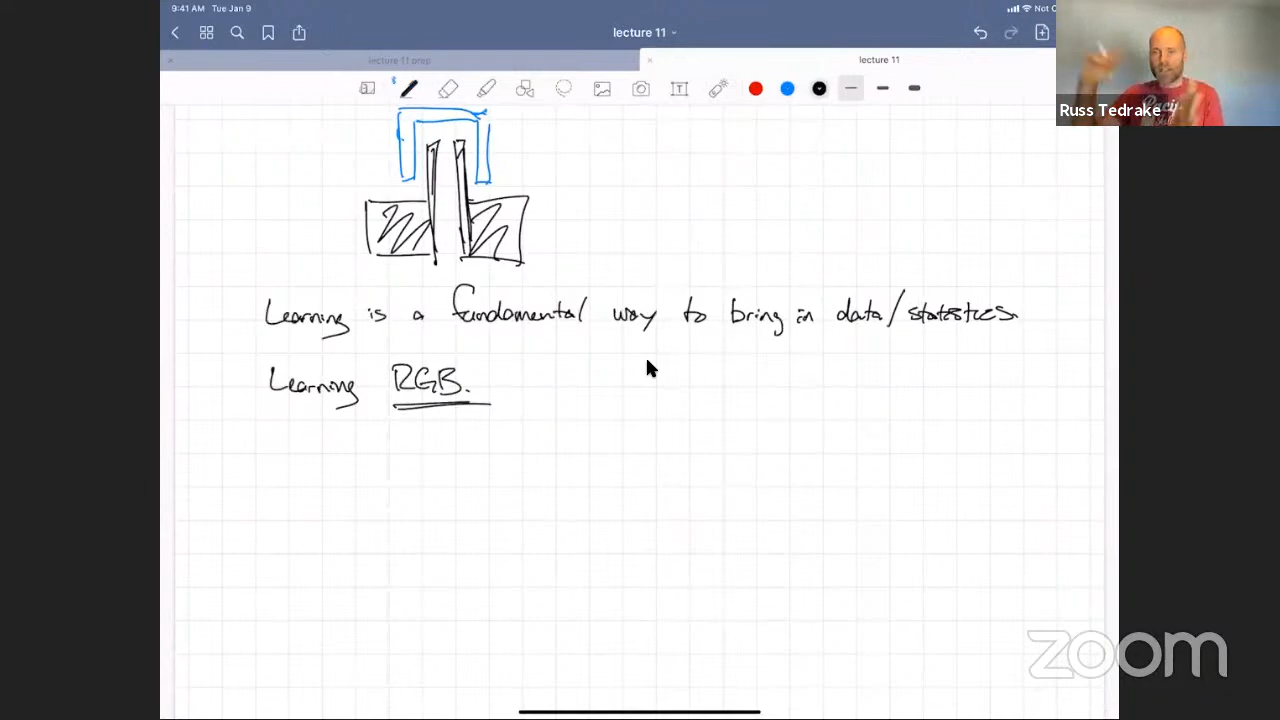 9:41 AM Tue Jan 9
Not C
lecture 11
lecture 11 prep
lecture 11
T
Russ Tedrake
Learning is a fundamental way to bring in data/statistics.
Learning RGB.
zoom